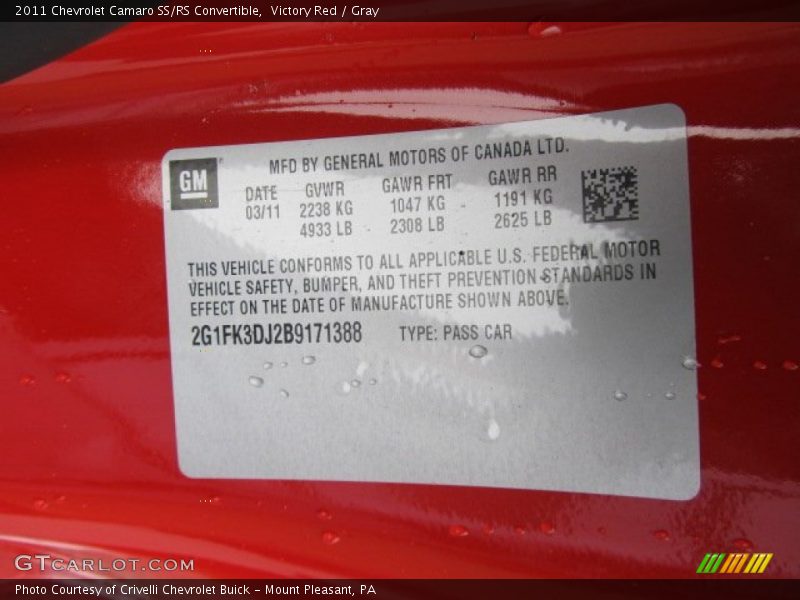 2011 Chevrolet Camaro SS/RS Convertible, Victory Red / Gray
GM
MFD BY GENERAL MOTORS OF CANADA LTD.
DATE GVWR GAWR FRT GAWR RR
03/11 2238 KG 1047 KG 1191 KG
4933 LB 2308 LB 2625 LB
THIS VEHICLE CONFORMS TO ALL APPLICABLE U.S. FEDERAL MOTOR
VEHICLE SAFETY, BUMPER, AND THEFT PREVENTION STANDARDS IN
EFFECT ON THE DATE OF MANUFACTURE SHOWN ABOVE.
2G1FK3DJ2B9171388 TYPE: PASS CAR
GTCARLOT.COM
Photo Courtesy of Crivelli Chevrolet Buick - Mount Pleasant, PA